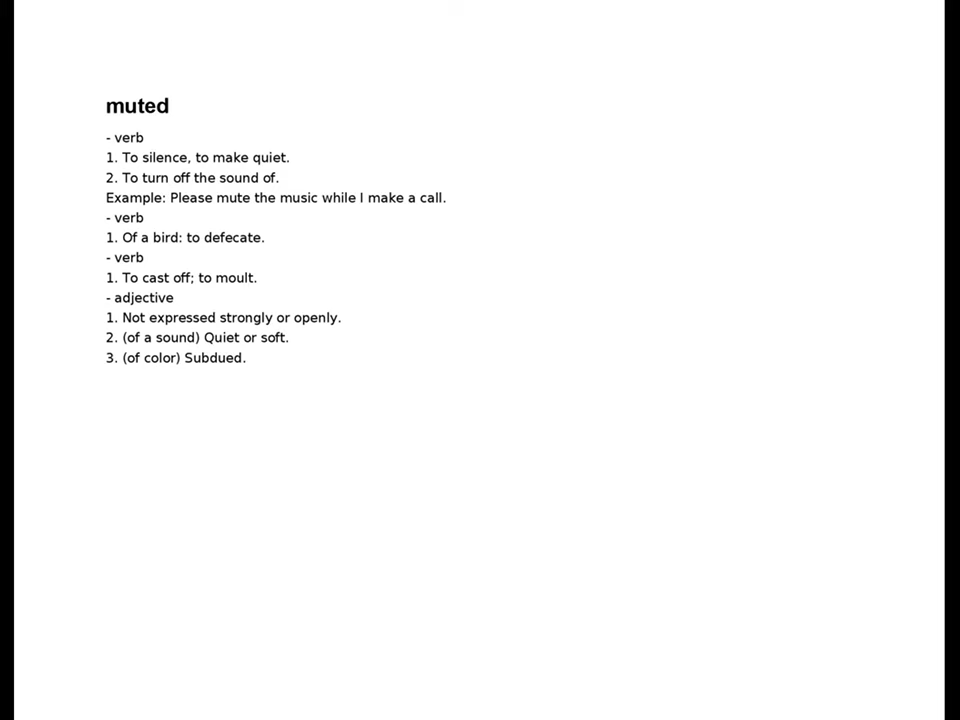 muted
- verb
1. To silence, to make quiet.
2. To turn off the sound of.
Example: Please mute the music while I make a call.
- verb
1. Of a bird: to defecate.
- verb
1. To cast off; to moult.
- adjective
1. Not expressed strongly or openly.
2. (of a sound) Quiet or soft.
3. (of color) Subdued.